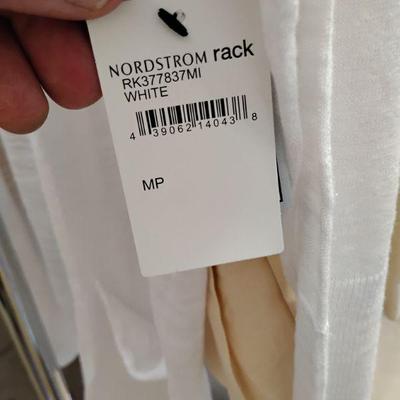 NORDSTROM rack
RK377837MI
WHITE
4 39062 14043 8
MP